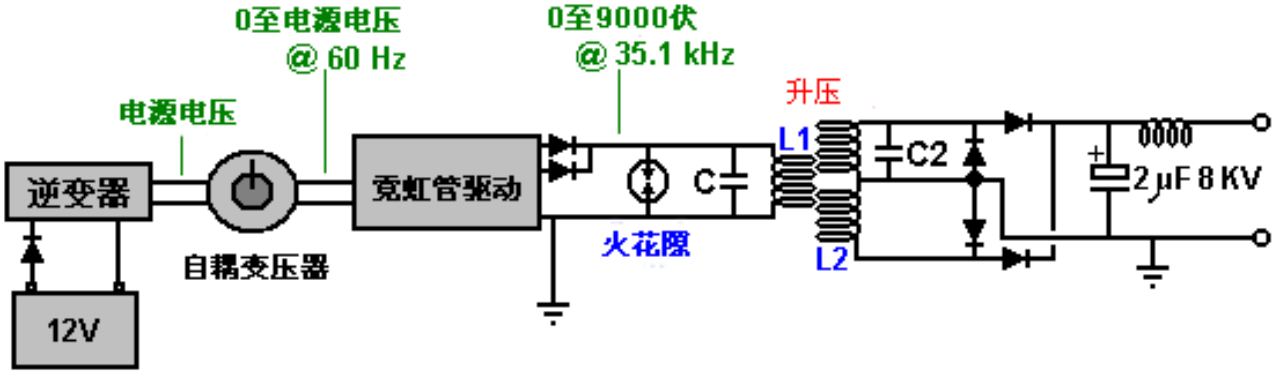 0至电源电压
@ 60 Hz
0至9000伏
@ 35.1 kHz
电源电压
升压
L1
C2
逆变器
霓虹管驱动
C
+
2 µF 8 KV
自耦变压器
火花隙
L2
12V